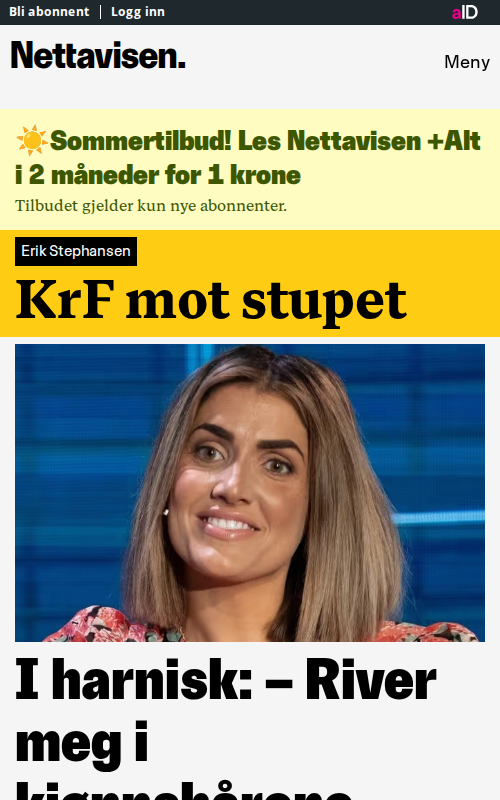 Bli abonnent | Logg inn
aID
Nettavisen.
Meny
☀️Sommertilbud! Les Nettavisen +Alt
i 2 måneder for 1 krone
Tilbudet gjelder kun nye abonnenter.
Erik Stephansen
KrF mot stupet
I harnisk: – River
meg i
kjønnshårene